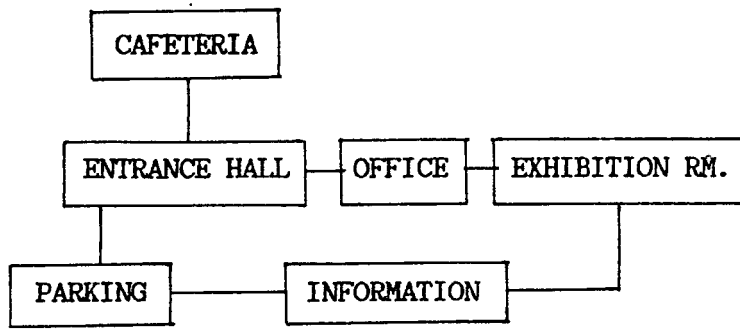 CAFETERIA
ENTRANCE HALL
OFFICE
EXHIBITION RM.
PARKING
INFORMATION